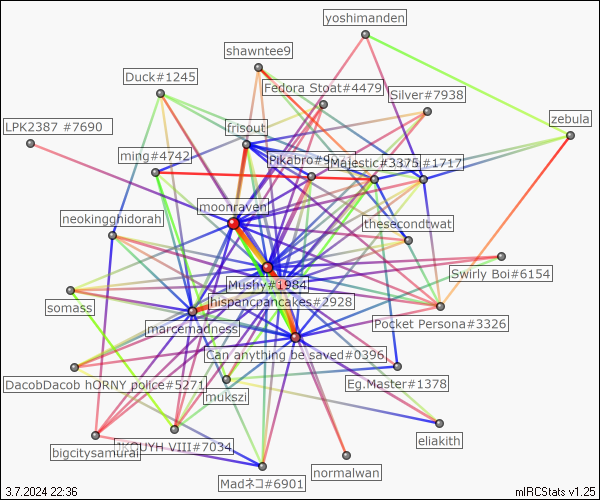 yoshimanden
shawntee9
Duck#1245
Fedora Stoat#4479
Silver#7938
zebula
LPK2387 #7690
frisout
ming#4742
Pikabro#9
Majestic#3375
#1717
moonraven
neokingghidorah
thesecondtwat
Swirly Boi#6154
Mushy#1984
hispanicpancakes#2928
somass
marcemadness
Pocket Persona#3326
Can anything be saved#0396
DacobDacob hORNY police#5271
Eg.Master#1378
mukszi
eliakith
bigcitysamurai
VIII#7034
normalwan
Madネコ#6901
3.7.2024 22:36
mIRCStats v1.25